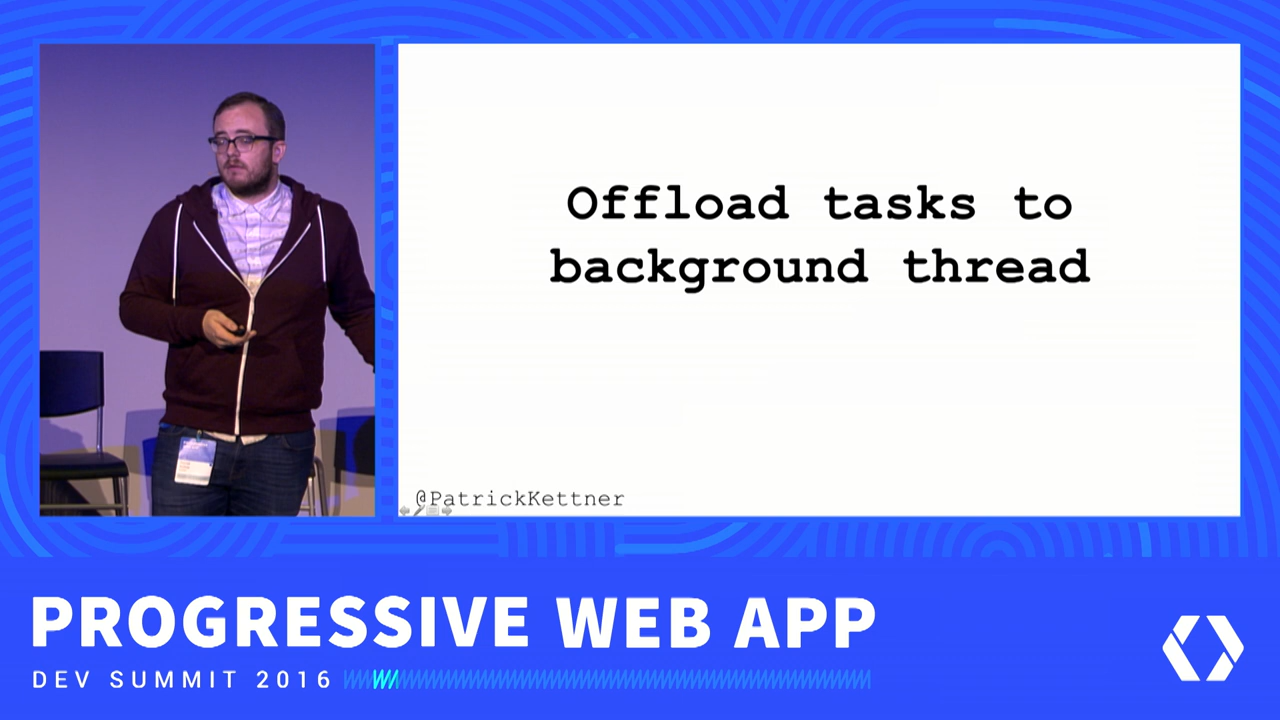 Offload tasks to
background thread
@PatrickKettner
PROGRESSIVE WEB APP
DEV SUMMIT 2016